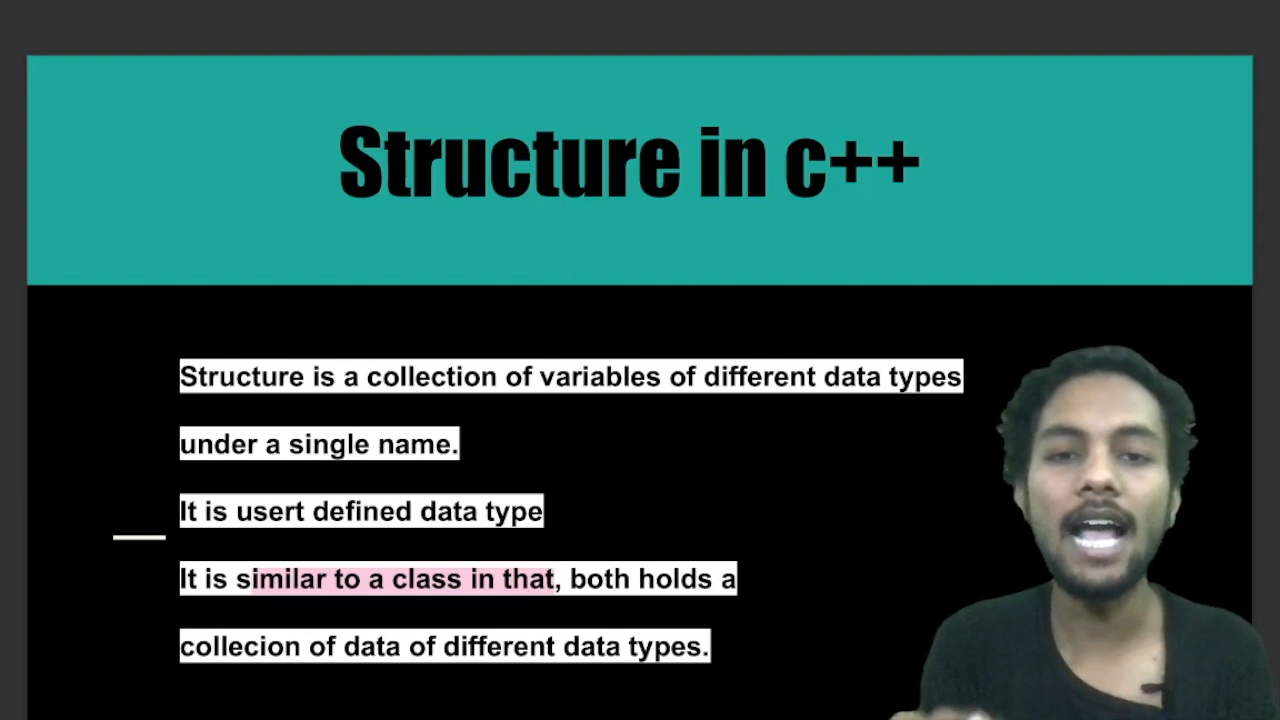 Structure in c++
Structure is a collection of variables of different data types
under a single name.
It is usert defined data type
It is similar to a class in that, both holds a
collecion of data of different data types.